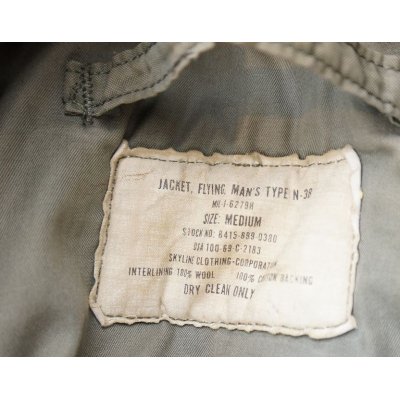 JACKET, FLYING, MAN'S TYPE N-3B
MIL-J-6279H
SIZE: MEDIUM
STOCK NO: 8415-889-0380
DSA 100-69-C-2183
SKYLINE CLOTHING-CORPORATION
INTERLINING 100% WOOL 100% COTTON BACKING
DRY CLEAN ONLY